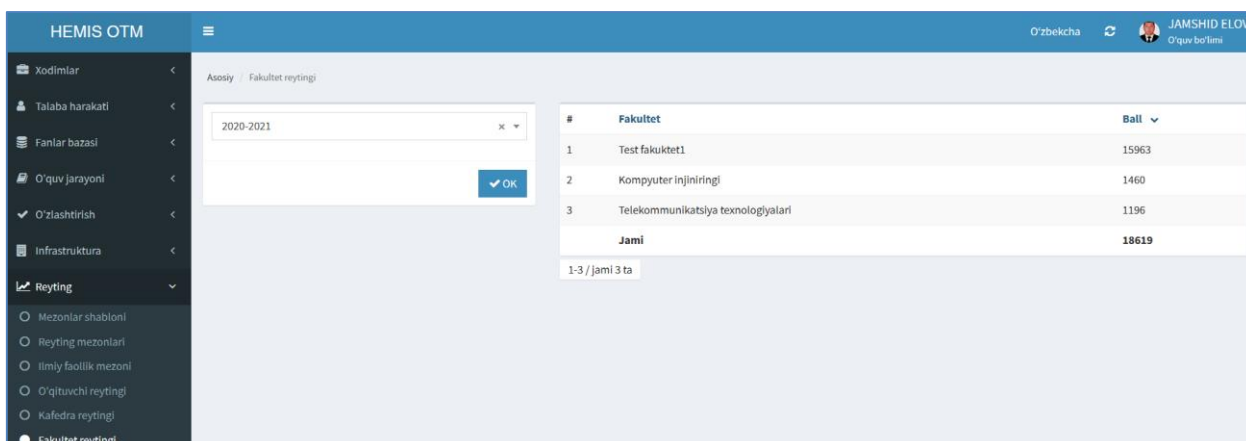 HEMIS OTM
O'zbekcha
JAMSHID ELOV
O'quv bo'limi
Xodimlar
Talaba harakati
Fanlar bazasi
O'quv jarayoni
O'zlashtirish
Infrastruktura
Reyting
Mezonlar shabloni
Reyting mezonlari
Ilmiy faollik mezoni
O'qituvchi reytingi
Kafedra reytingi
Fakultet reytingi
Asosiy / Fakultet reytingi
2020-2021
OK
# Fakultet Ball
1 Test fakuktet1 15963
2 Kompyuter injiniringi 1460
3 Telekommunikatsiya texnologiyalari 1196
Jami 18619
1-3 / jami 3 ta